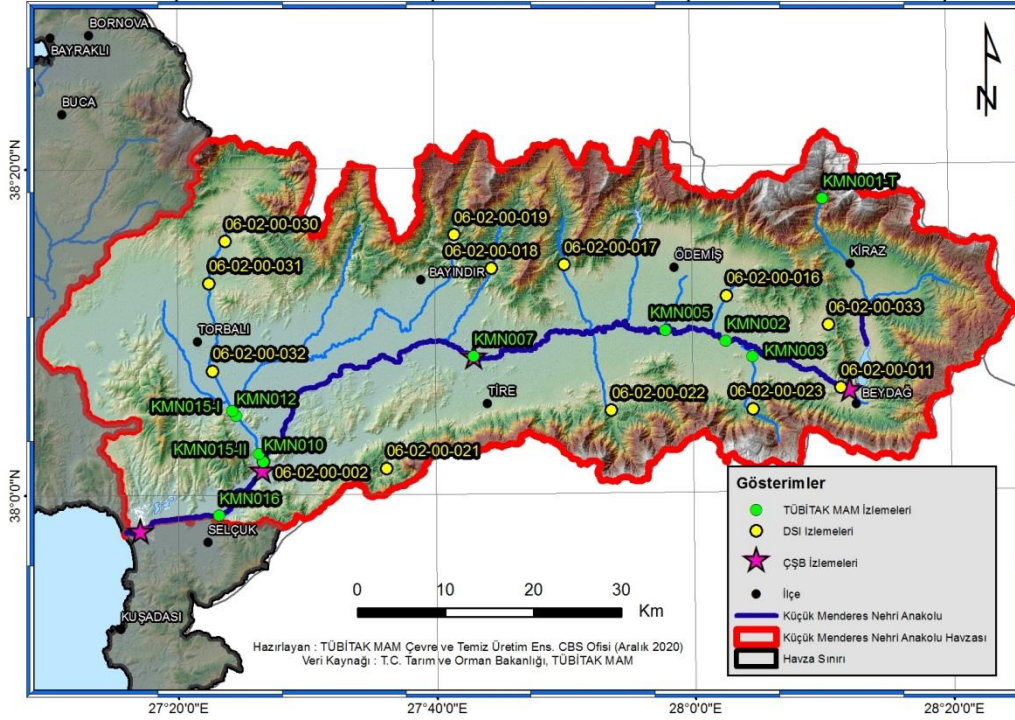 BORNOVA
BAYRAKLI
BUCA
N
38°20'0"N
38°20'0"N
KMN001-T
06-02-00-030
06-02-00-019
06-02-00-018
06-02-00-017
06-02-00-031
BAYINDIR
ÖDEMİŞ
KİRAZ
06-02-00-016
06-02-00-033
TORBALI
KMN005
KMN002
KMN007
KMN003
06-02-00-032
06-02-00-011
BEYDAĞ
TİRE
KMN015-I
KMN012
06-02-00-022
06-02-00-023
KMN015-II
KMN010
06-02-00-021
06-02-00-002
38°0'0"N
38°0'0"N
KMN016
SELÇUK
KUŞADASI
0 10 20 30
Km
Hazırlayan : TÜBİTAK MAM Çevre ve Temiz Üretim Ens. CBS Ofisi (Aralık 2020)
Veri Kaynağı : T.C. Tarım ve Orman Bakanlığı, TÜBİTAK MAM
Gösterimler
TÜBİTAK MAM İzlemeleri
DSI Izlemeleri
ÇŞB İzlemeleri
İlçe
Küçük Menderes Nehri Anakolu
Küçük Menderes Nehri Anakolu Havzası
Havza Sınırı
27°20'0"E 27°40'0"E 28°0'0"E 28°20'0"E